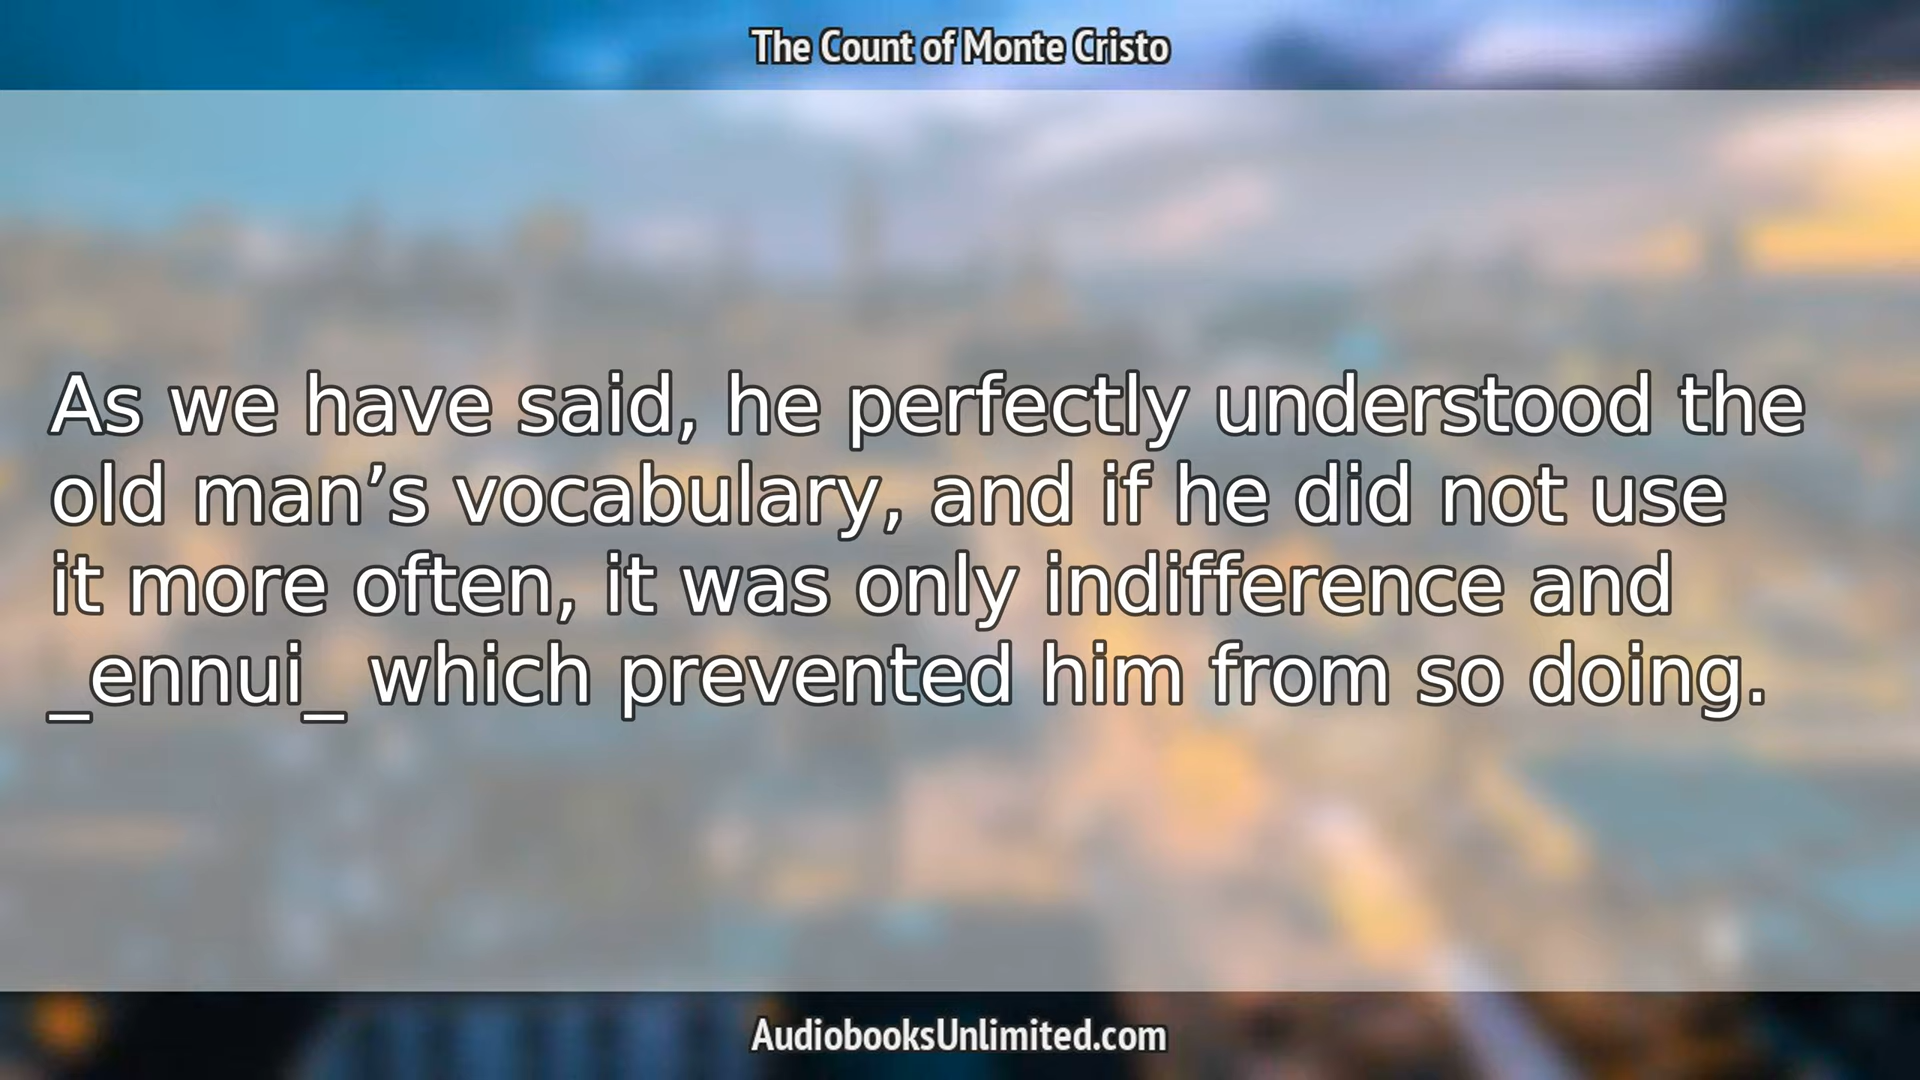 The Count of Monte Cristo
As we have said, he perfectly understood the
old man’s vocabulary, and if he did not use
it more often, it was only indifference and
_ennui_ which prevented him from so doing.
AudiobooksUnlimited.com